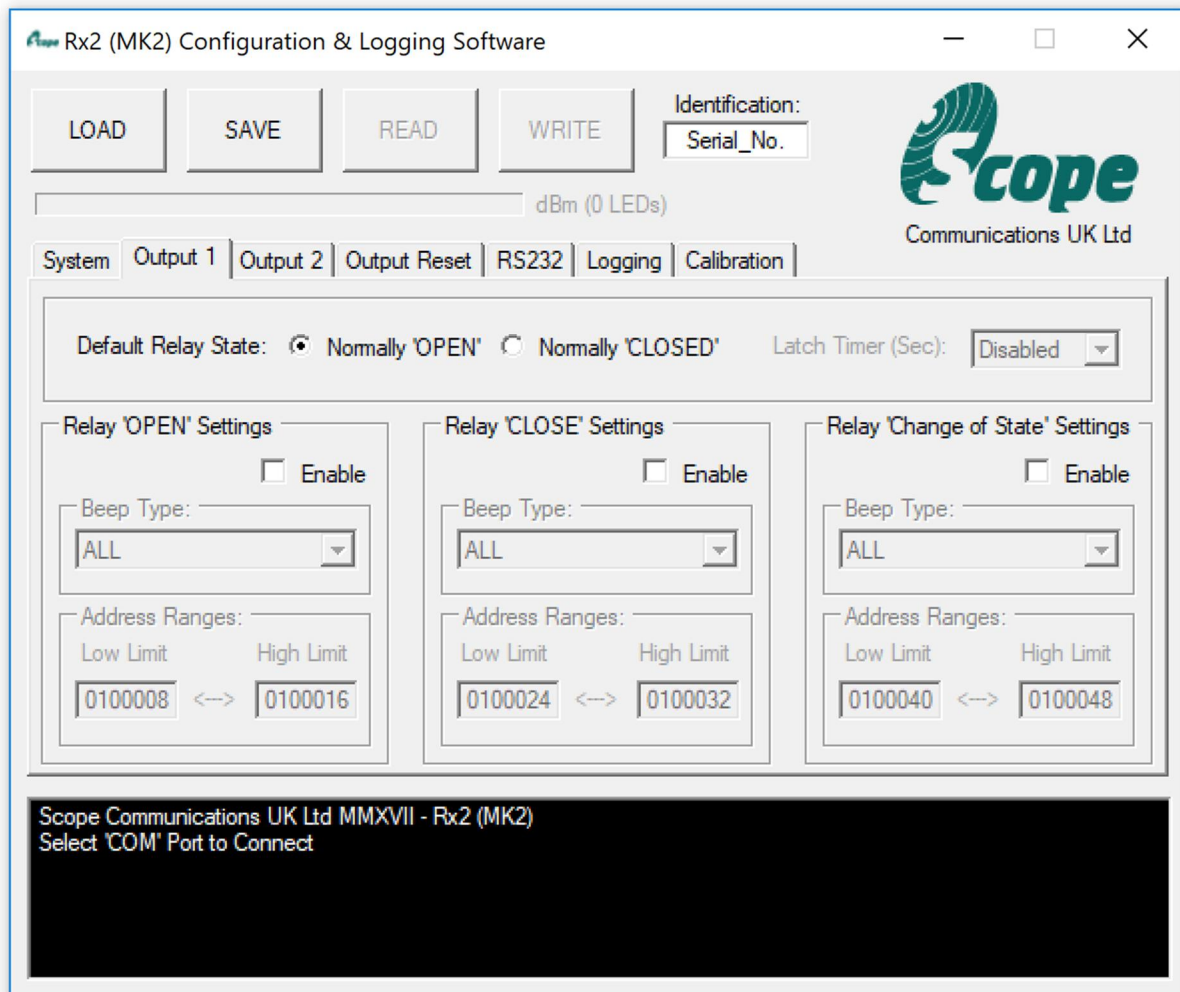 Scope Rx2 (MK2) Configuration & Logging Software
LOAD SAVE READ WRITE
Identification:
Serial_No.
dBm (0 LEDs)
Scope
Communications UK Ltd
System Output 1 Output 2 Output Reset RS232 Logging Calibration
Default Relay State: Normally 'OPEN' Normally 'CLOSED' Latch Timer (Sec): Disabled
Relay 'OPEN' Settings
Enable
Beep Type:
ALL
Address Ranges:
Low Limit High Limit
0100008 <---> 0100016
Relay 'CLOSE' Settings
Enable
Beep Type:
ALL
Address Ranges:
Low Limit High Limit
0100024 <---> 0100032
Relay 'Change of State' Settings
Enable
Beep Type:
ALL
Address Ranges:
Low Limit High Limit
0100040 <---> 0100048
Scope Communications UK Ltd MMXVII - Rx2 (MK2)
Select 'COM' Port to Connect